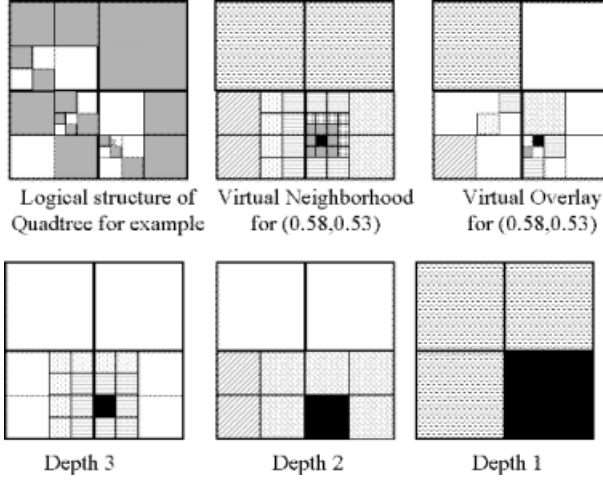 Logical structure of
Quadtree for example
Virtual Neighborhood
for (0.58,0.53)
Virtual Overlay
for (0.58,0.53)
Depth 3
Depth 2
Depth 1